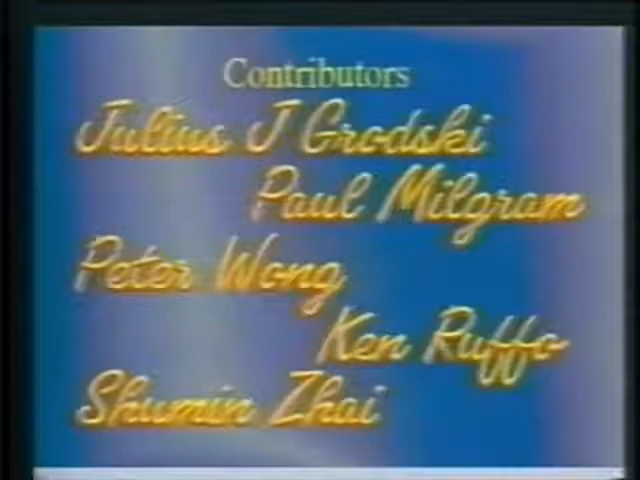 Contributors
Julius J Grodski
Paul Milgram
Peter Wong
Ken Ruffo
Shumin Zhai